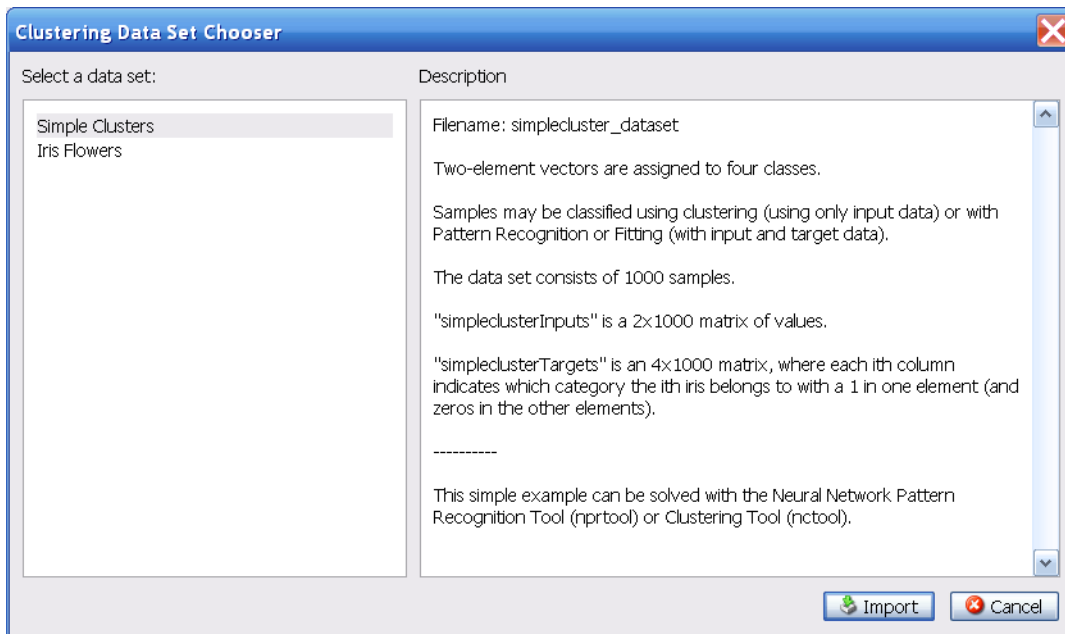 Clustering Data Set Chooser
Select a data set:
Simple Clusters
Iris Flowers
Description
Filename: simplecluster_dataset
Two-element vectors are assigned to four classes.
Samples may be classified using clustering (using only input data) or with
Pattern Recognition or Fitting (with input and target data).
The data set consists of 1000 samples.
"simpleclusterInputs" is a 2x1000 matrix of values.
"simpleclusterTargets" is an 4x1000 matrix, where each ith column
indicates which category the ith iris belongs to with a 1 in one element (and
zeros in the other elements).
----------
This simple example can be solved with the Neural Network Pattern
Recognition Tool (nprtool) or Clustering Tool (nctool).
Import
Cancel